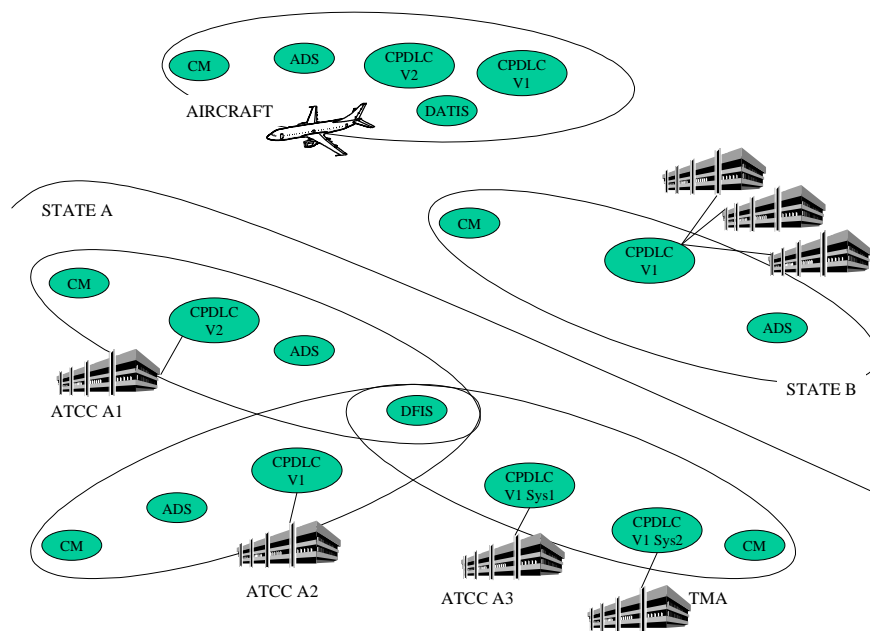 CM
ADS
CPDLC
V2
CPDLC
V1
DATIS
AIRCRAFT
STATE A
CM
CPDLC
V1
ADS
STATE B
CM
CPDLC
V2
ADS
ATCC A1
DFIS
CPDLC
V1
ADS
CM
ATCC A2
CPDLC
V1 Sys1
CPDLC
V1 Sys2
CM
ATCC A3
TMA